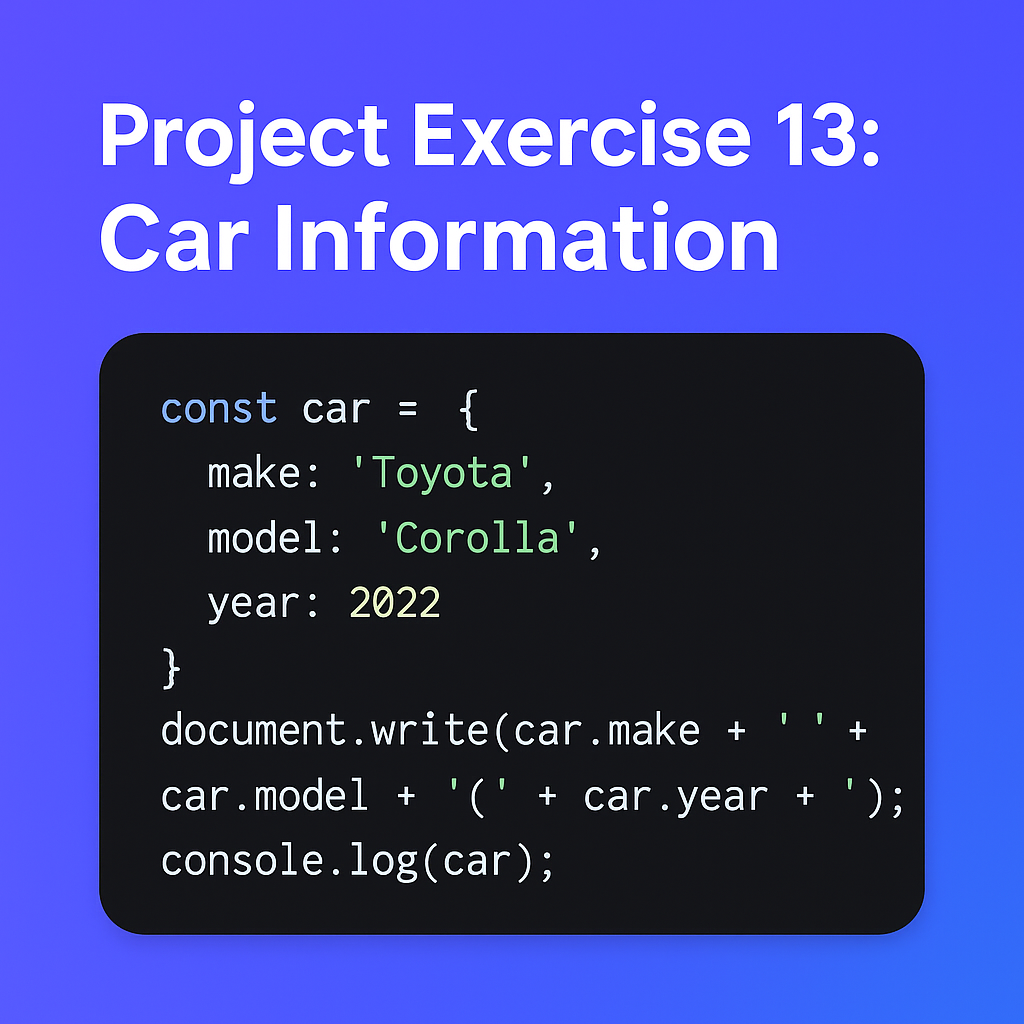 Project Exercise 13:
Car Information
const car = {
make: 'Toyota',
model: 'Corolla',
year: 2022
}
document.write(car.make + ' ' +
car.model + '(' + car.year + ');
console.log(car);